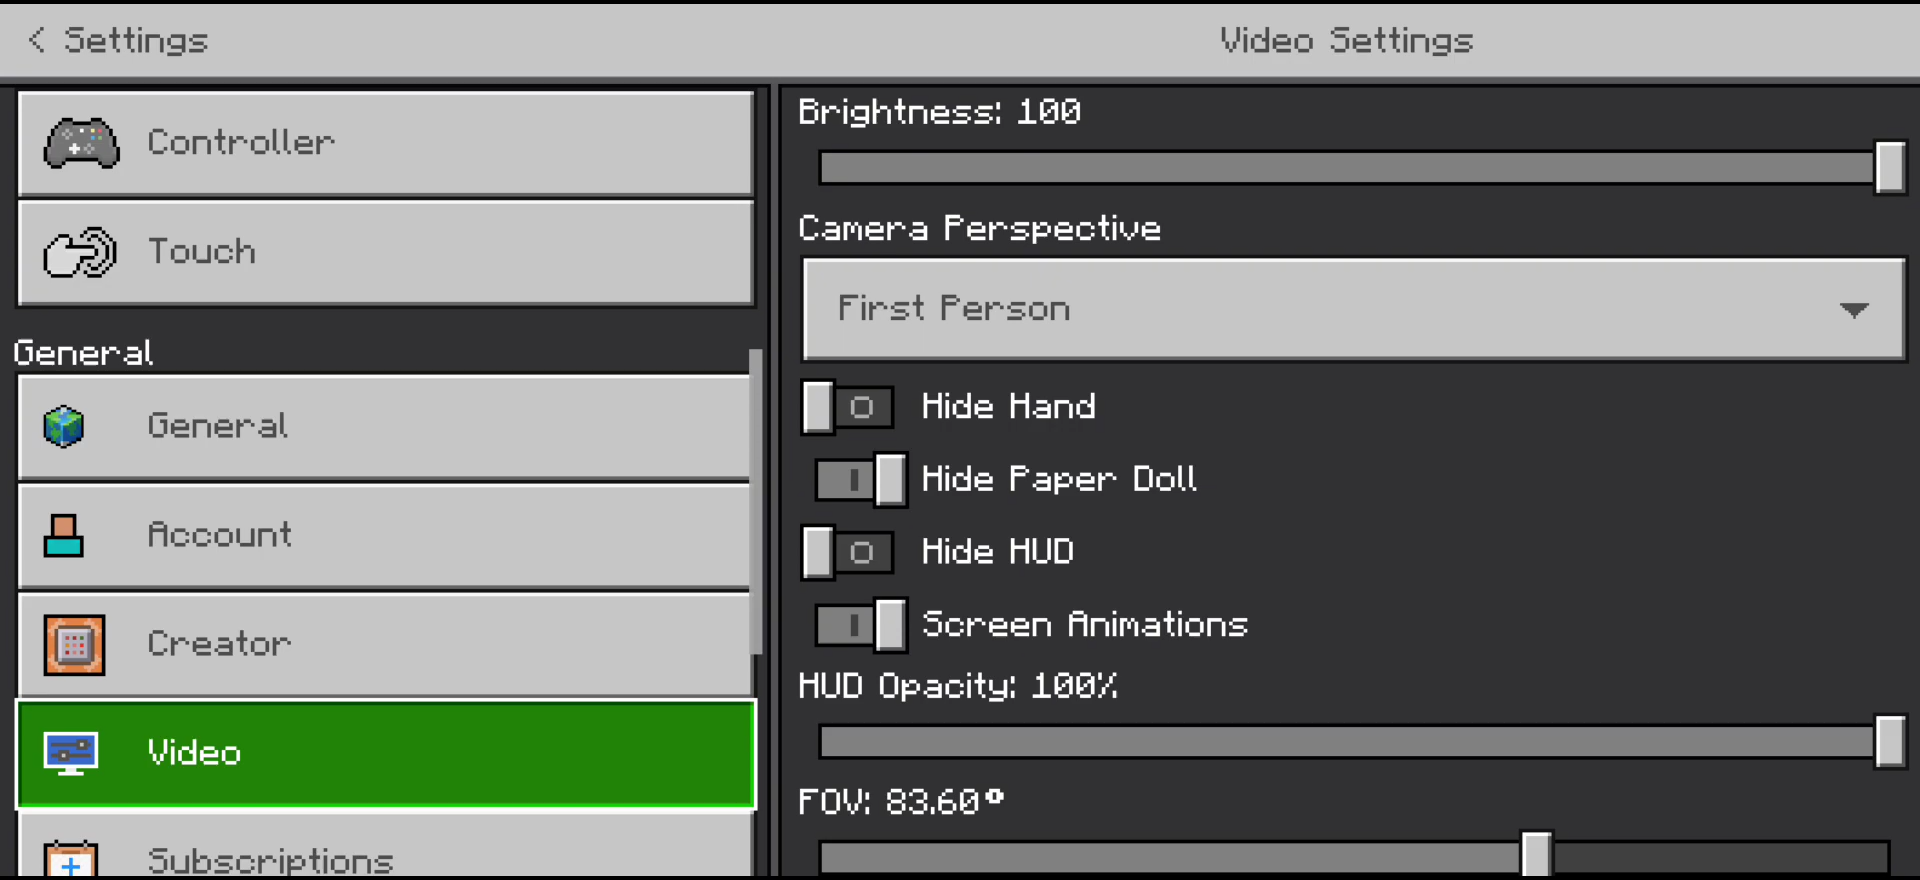 < Settings
Video Settings
Controller
Touch
General
General
Account
Creator
Video
Subscriptions
Brightness: 100
Camera Perspective
First Person
Hide Hand
Hide Paper Doll
Hide HUD
Screen Animations
HUD Opacity: 100%
FOV: 83.60°